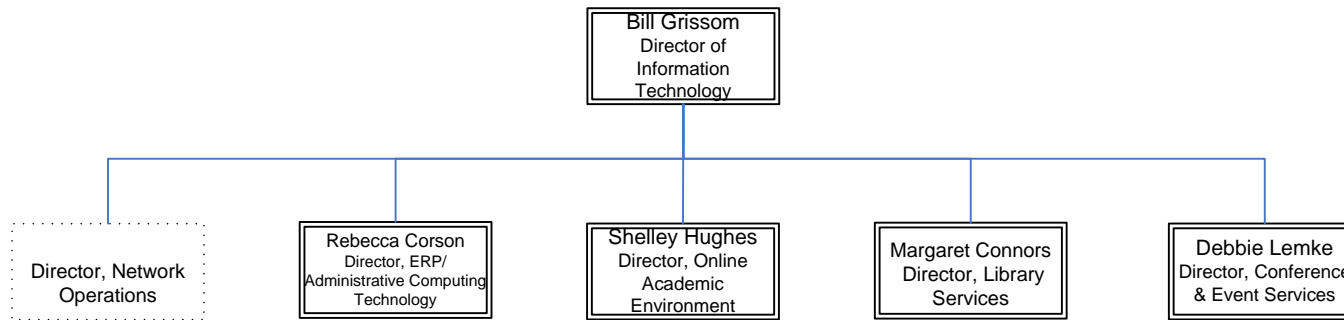 Bill Grissom
Director of
Information
Technology
Director, Network
Operations
Rebecca Corson
Director, ERP/
Administrative Computing
Technology
Shelley Hughes
Director, Online
Academic
Environment
Margaret Connors
Director, Library
Services
Debbie Lemke
Director, Conference
& Event Services